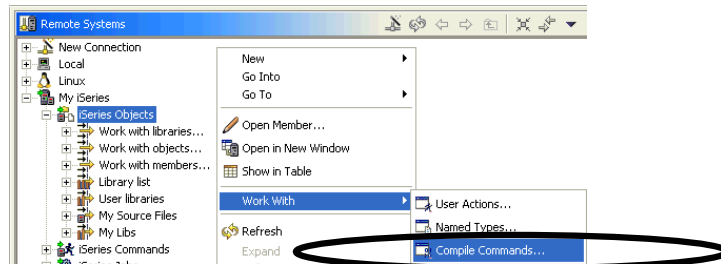 Remote Systems
New Connection
Local
Linux
My iSeries
iSeries Objects
Work with libraries...
Work with objects...
Work with members...
Library list
User libraries
My Source Files
My Libs
iSeries Commands
iSeries Jobs
New
Go Into
Go To
Open Member...
Open in New Window
Show in Table
Work With
Refresh
Expand
User Actions...
Named Types...
Compile Commands...